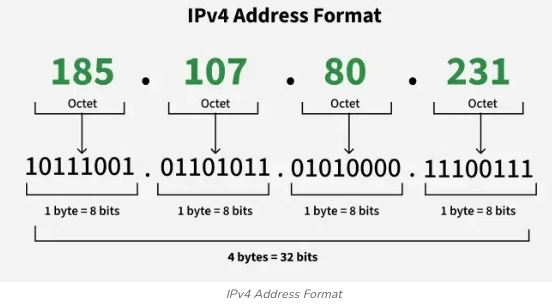 IPv4 Address Format
185 . 107 . 80 . 231
Octet Octet Octet Octet
10111001 . 01101011 . 01010000 . 11100111
1 byte = 8 bits 1 byte = 8 bits 1 byte = 8 bits 1 byte = 8 bits
4 bytes = 32 bits
IPv4 Address Format